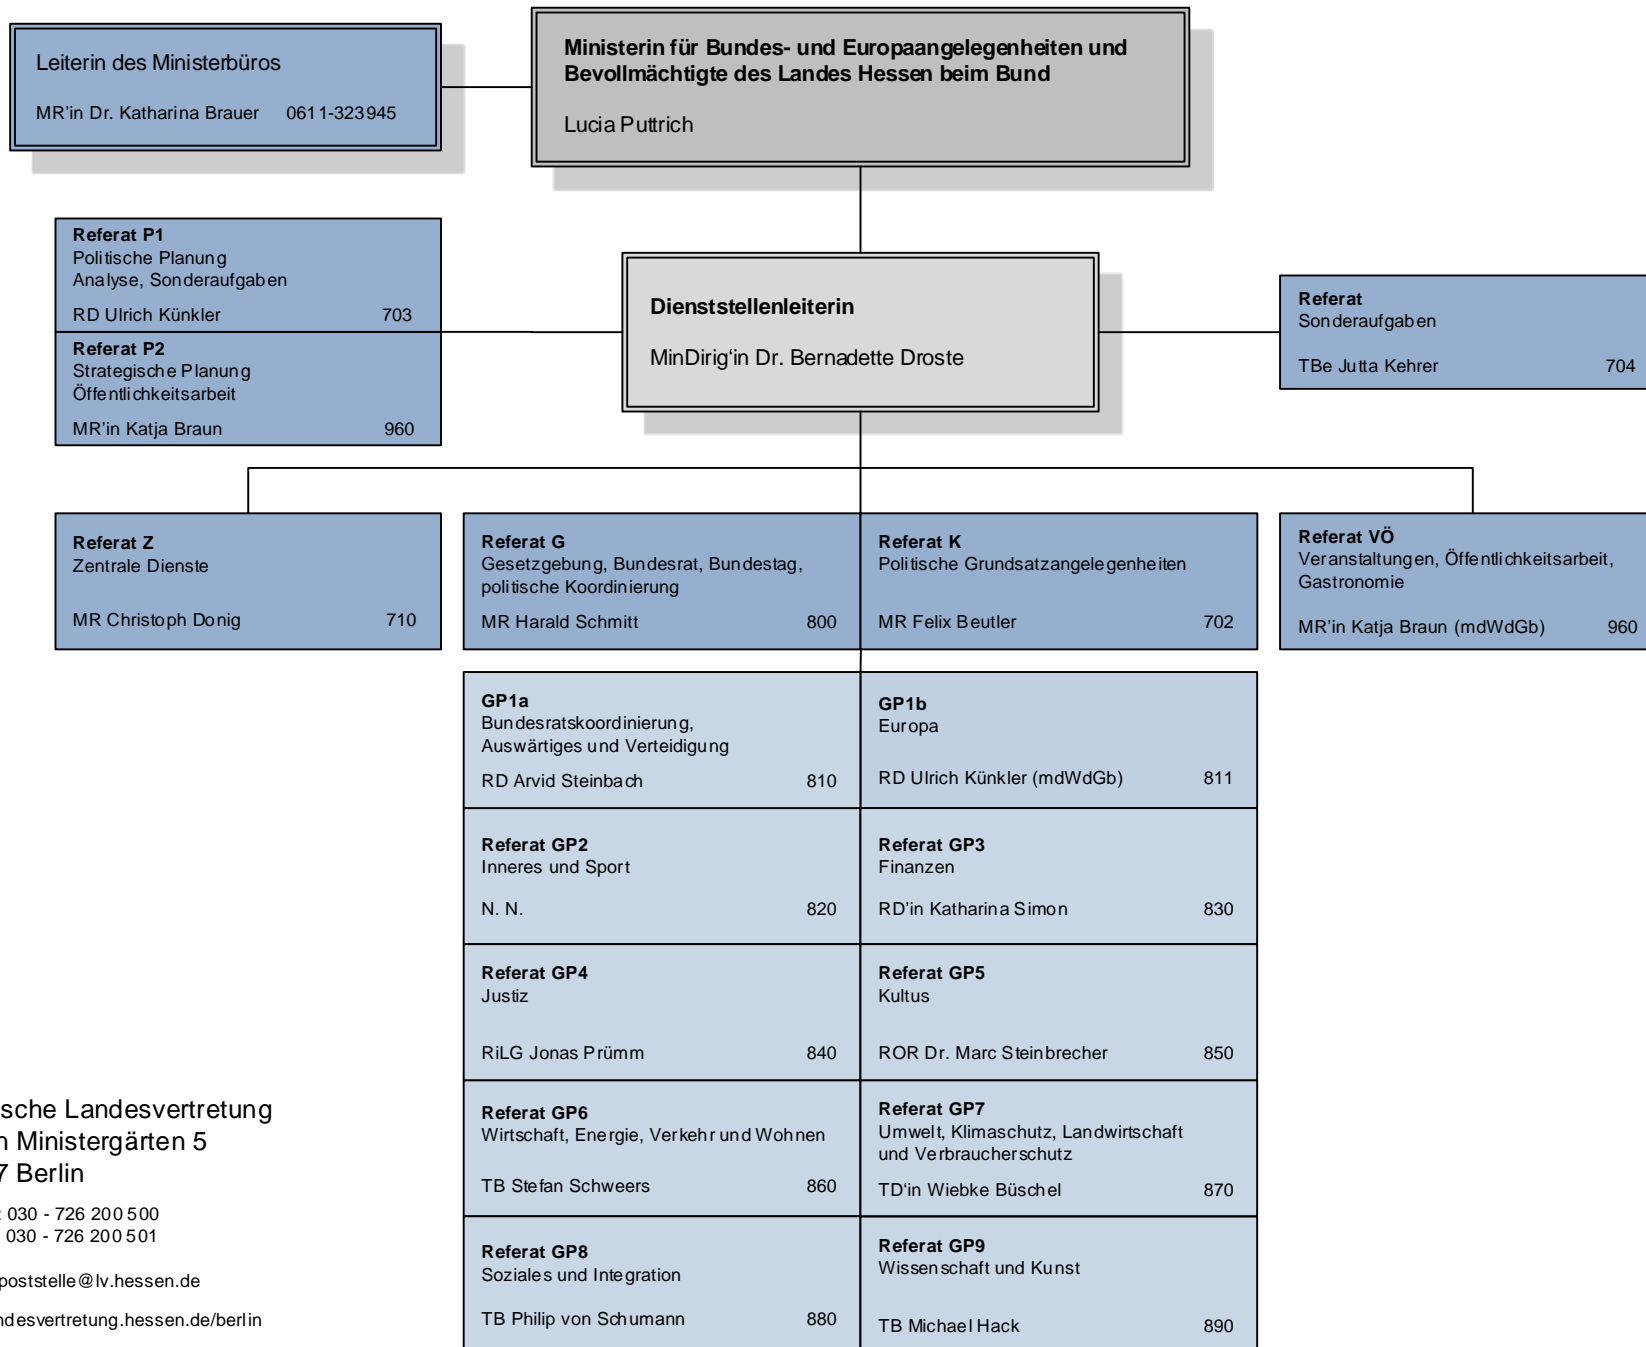 Leiterin des Ministerbüros
MR'in Dr. Katharina Brauer 0611-323945
Ministerin für Bundes- und Europaangelegenheiten und
Bevollmächtigte des Landes Hessen beim Bund
Lucia Puttrich
Referat P1
Politische Planung
Analyse, Sonderaufgaben
RD Ulrich Künkler 703
Referat P2
Strategische Planung
Öffentlichkeitsarbeit
MR'in Katja Braun 960
Dienststellenleiterin
MinDirig'in Dr. Bernadette Droste
Referat
Sonderaufgaben
TBe Jutta Kehrer 704
Referat Z
Zentrale Dienste
MR Christoph Donig 710
Referat G
Gesetzgebung, Bundesrat, Bundestag,
politische Koordinierung
MR Harald Schmitt 800
Referat K
Politische Grundsatzangelegenheiten
MR Felix Beutler 702
Referat VÖ
Veranstaltungen, Öffentlichkeitsarbeit,
Gastronomie
MR'in Katja Braun (mdWdGb) 960
GP1a
Bundesratskoordinierung,
Auswärtiges und Verteidigung
RD Arvid Steinbach 810
GP1b
Europa
RD Ulrich Künkler (mdWdGb) 811
Referat GP2
Inneres und Sport
N. N. 820
Referat GP3
Finanzen
RD'in Katharina Simon 830
Referat GP4
Justiz
RiLG Jonas Prümm 840
Referat GP5
Kultus
ROR Dr. Marc Steinbrecher 850
Referat GP6
Wirtschaft, Energie, Verkehr und Wohnen
TB Stefan Schweers 860
Referat GP7
Umwelt, Klimaschutz, Landwirtschaft
und Verbraucherschutz
TD'in Wiebke Büschel 870
Referat GP8
Soziales und Integration
TB Philip von Schumann 880
Referat GP9
Wissenschaft und Kunst
TB Michael Hack 890
sche Landesvertretung
n Ministergärten 5
7 Berlin
: 030 - 726 200 500
030 - 726 200 501
poststelle@lv.hessen.de
ndesvertretung.hessen.de/berlin